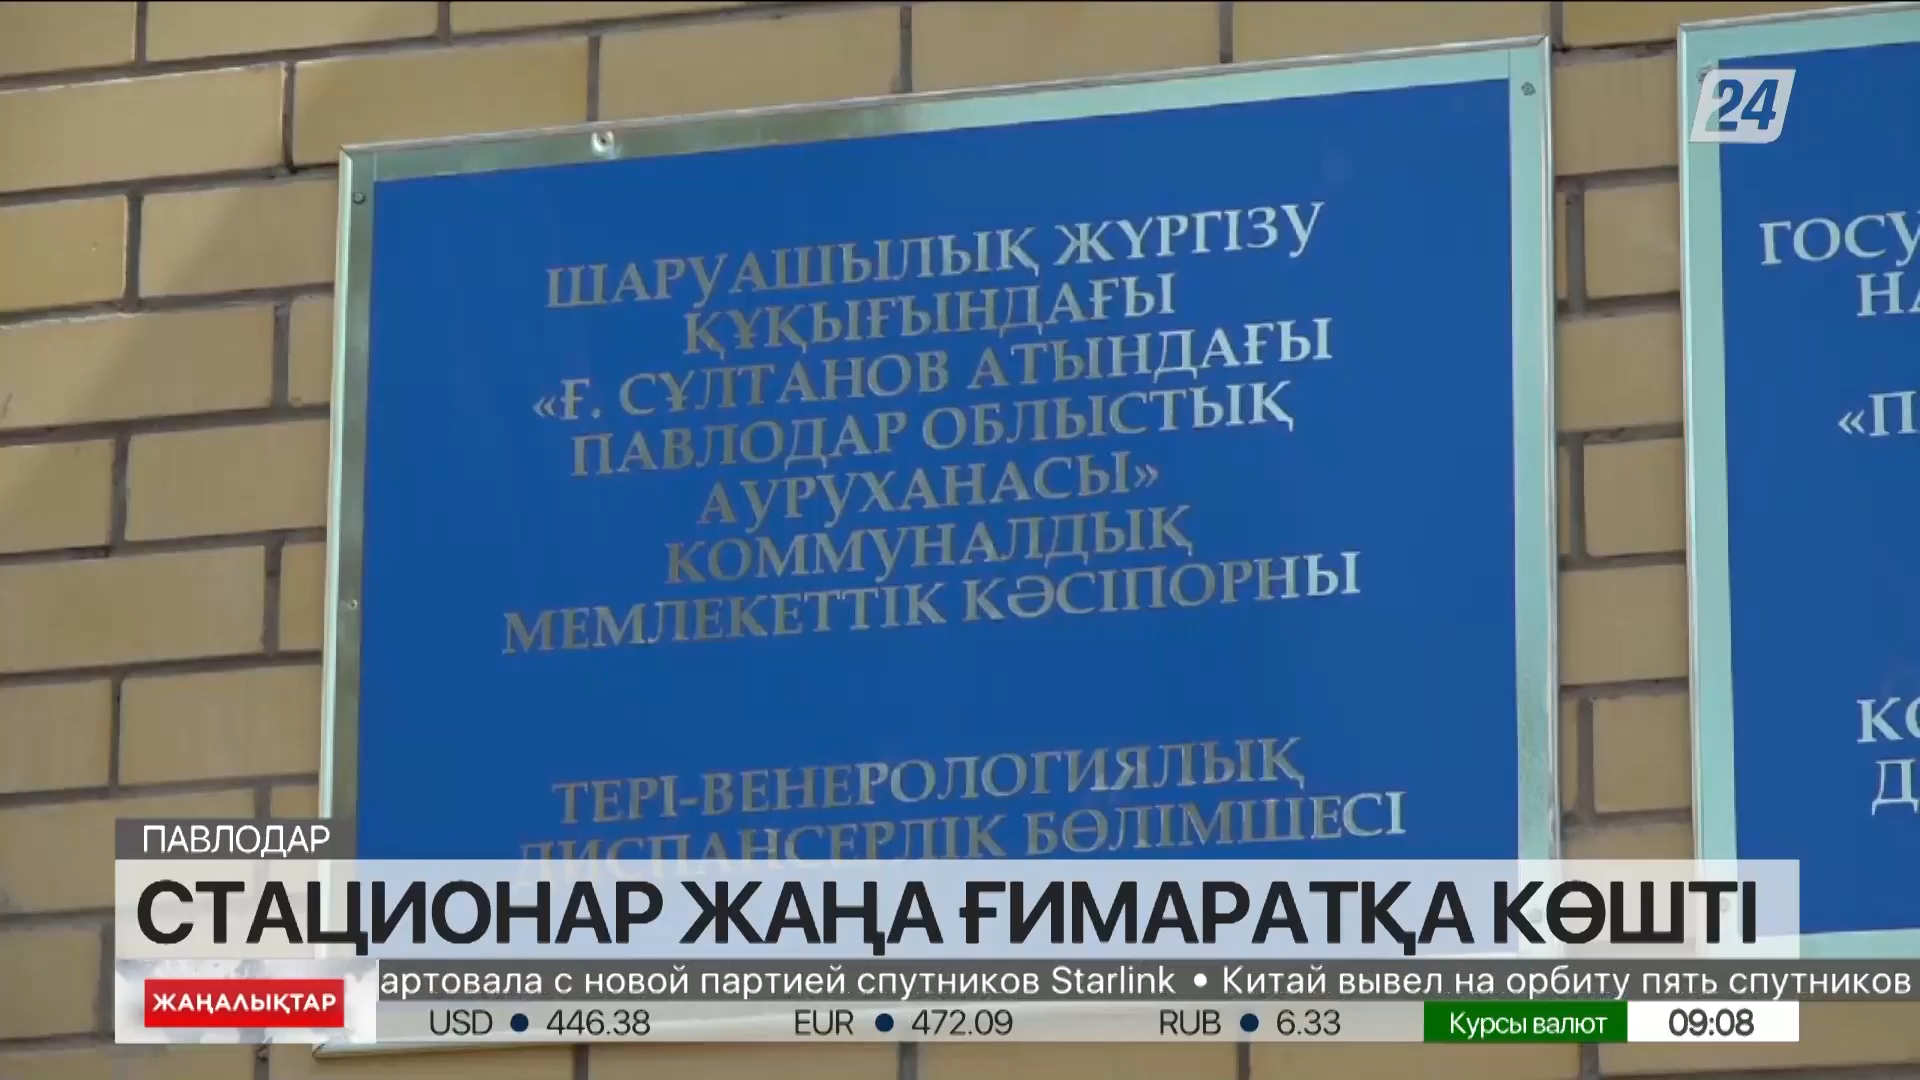 24
ШАРУАШЫЛЫҚ ЖҮРГІЗУ
ҚҰҚЫҒЫНДАҒЫ
«Ғ. СҰЛТАНОВ АТЫНДАҒЫ
ПАВЛОДАР ОБЛЫСТЫҚ
АУРУХАНАСЫ»
КОММУНАЛДЫҚ
МЕМЛЕКЕТТІК КӘСІПОРНЫ
ТЕРІ-ВЕНЕРОЛОГИЯЛЫҚ
ДИСПАНСЕРЛІК БӨЛІМШЕСІ
ГОСУ
НА
«П
КО
Д
ПАВЛОДАР
СТАЦИОНАР ЖАҢА ҒИМАРАТҚА КӨШТІ
ЖАҢАЛЫҚТАР
артовала с новой партией спутников Starlink • Китай вывел на орбиту пять спутников
USD • 446.38 EUR • 472.09 RUB • 6.33 Курсы валют 09:08